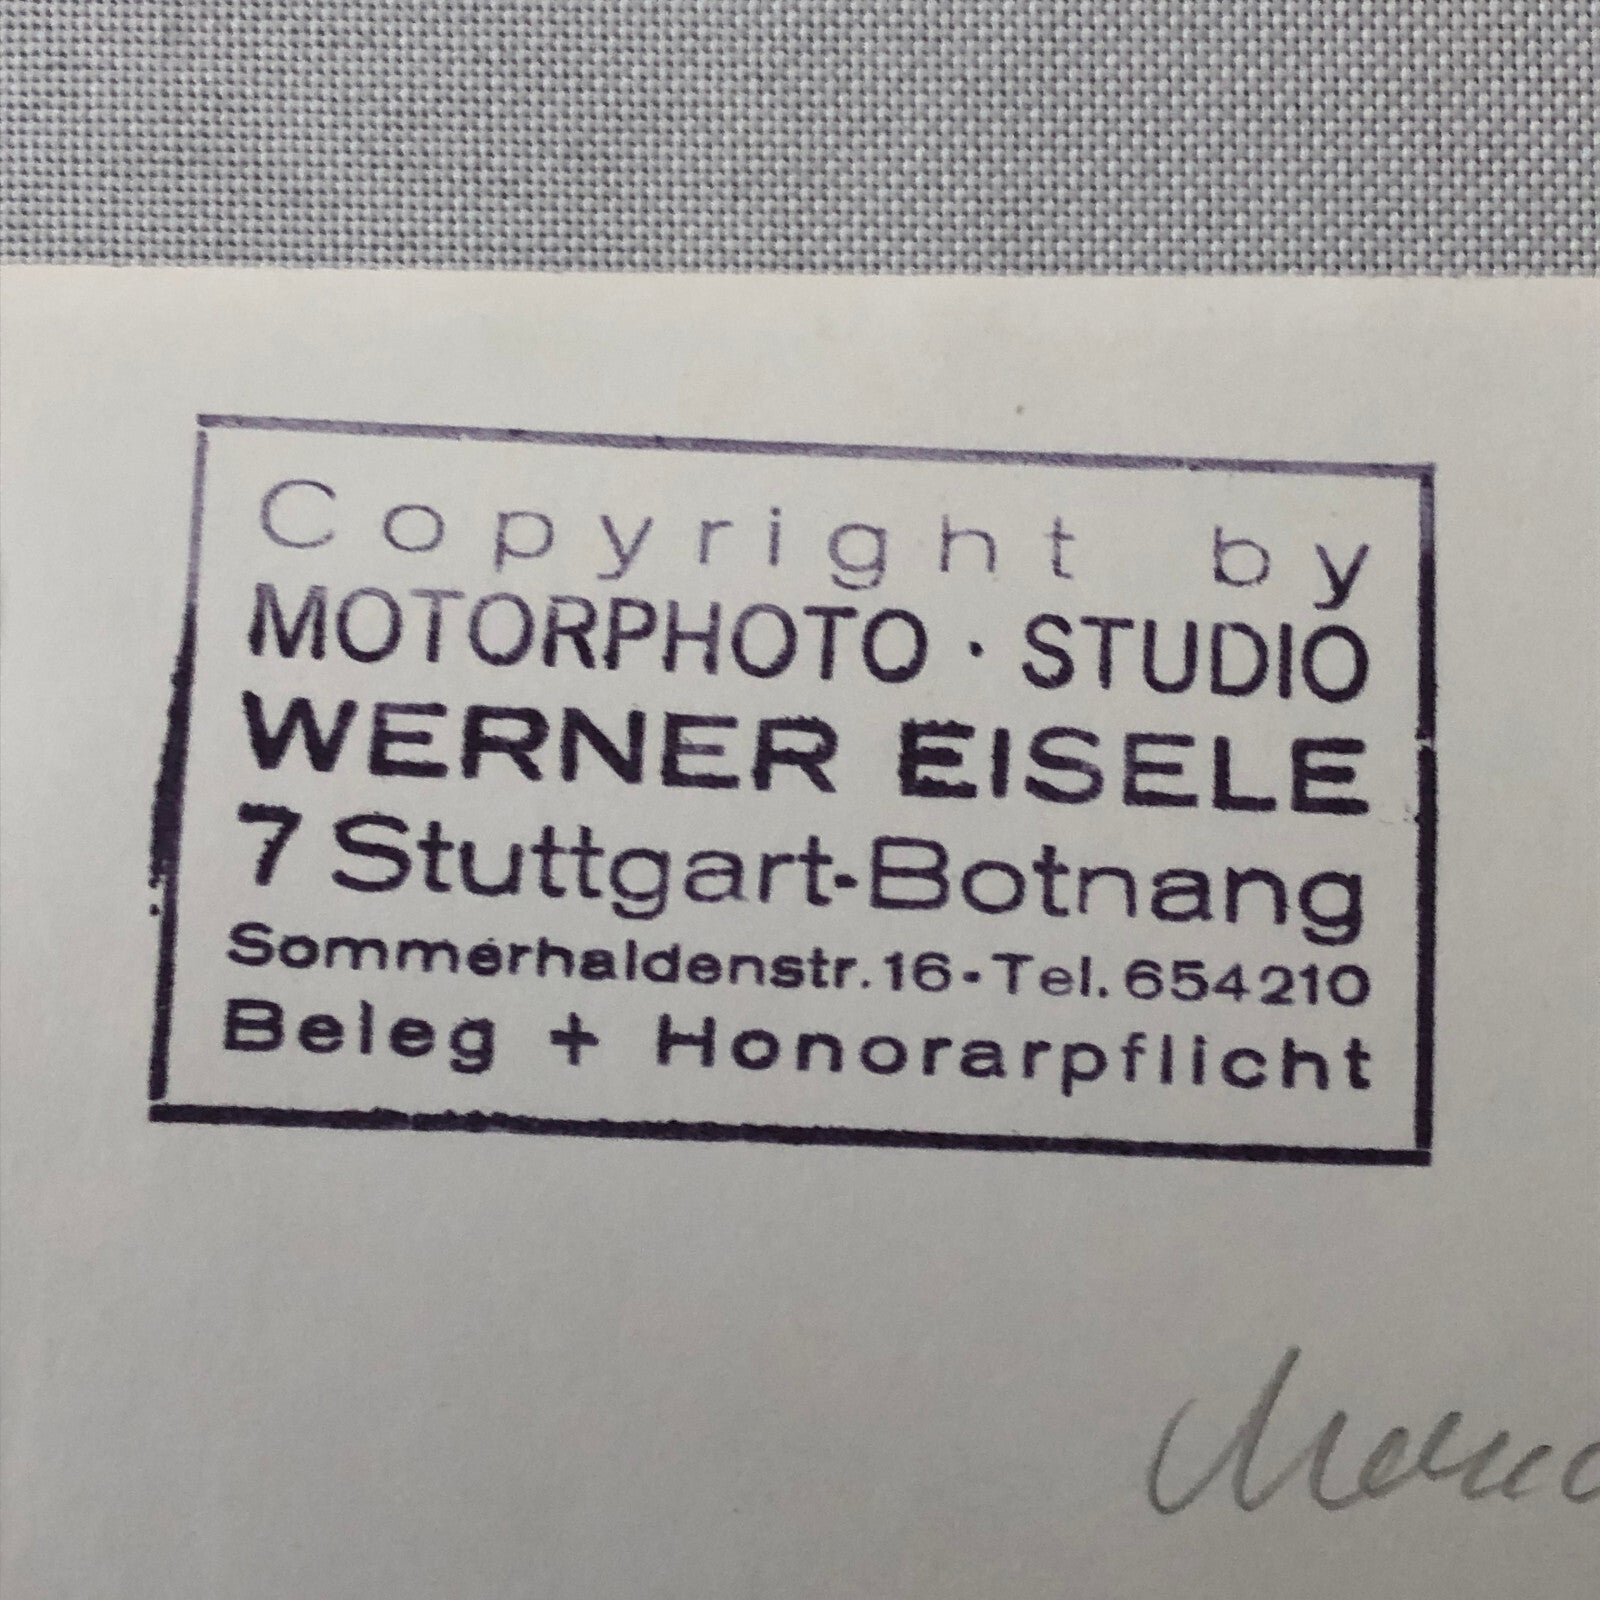 Copyright by
MOTORPHOTO · STUDIO
WERNER EISELE
7 Stuttgart-Botnang
Sommerhaldenstr. 16 - Tel. 654210
Beleg + Honorarpflicht